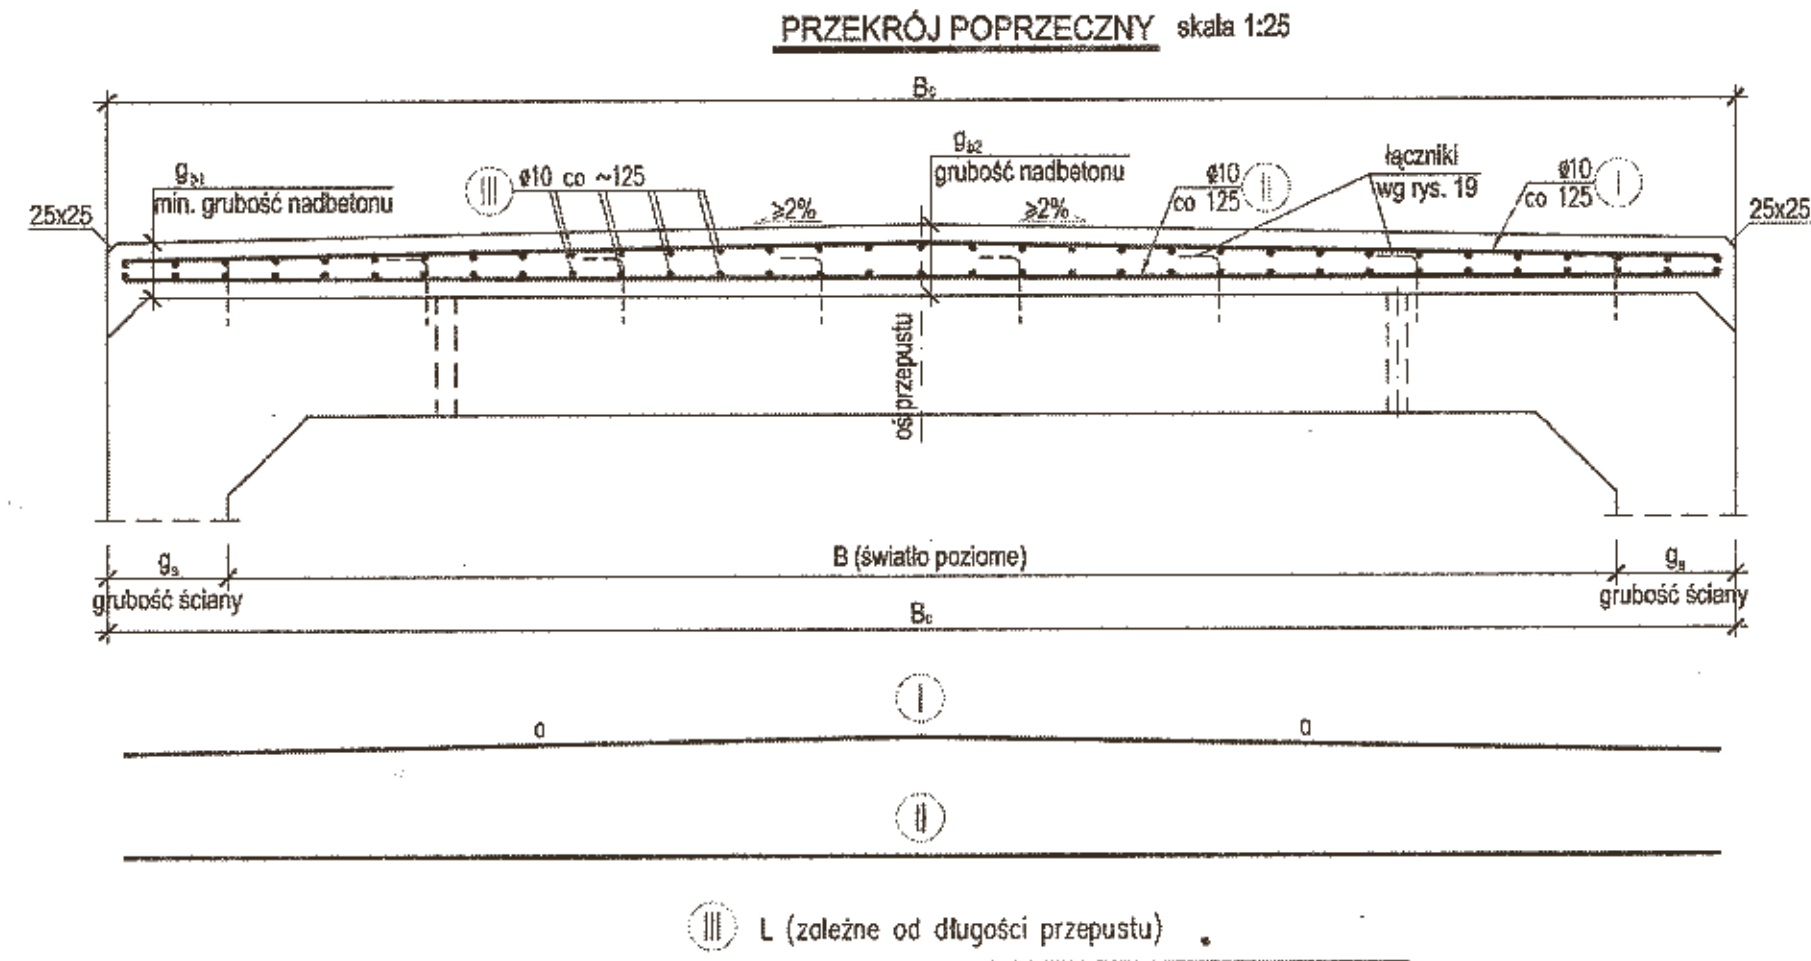 PRZEKRÓJ POPRZECZNY skala 1:25
Bc
gb1
min. grubość nadbetonu
III ø10 co ~125
gb2
grubość nadbetonu
ø10
co 125 II
łączniki
wg rys. 19
ø10
co 125 I
25x25
≥2%
≥2%
25x25
oś przepustu
gs
grubość ściany
B (światło poziome)
gs
grubość ściany
Bc
I
a
a
II
III L (zależne od długości przepustu)